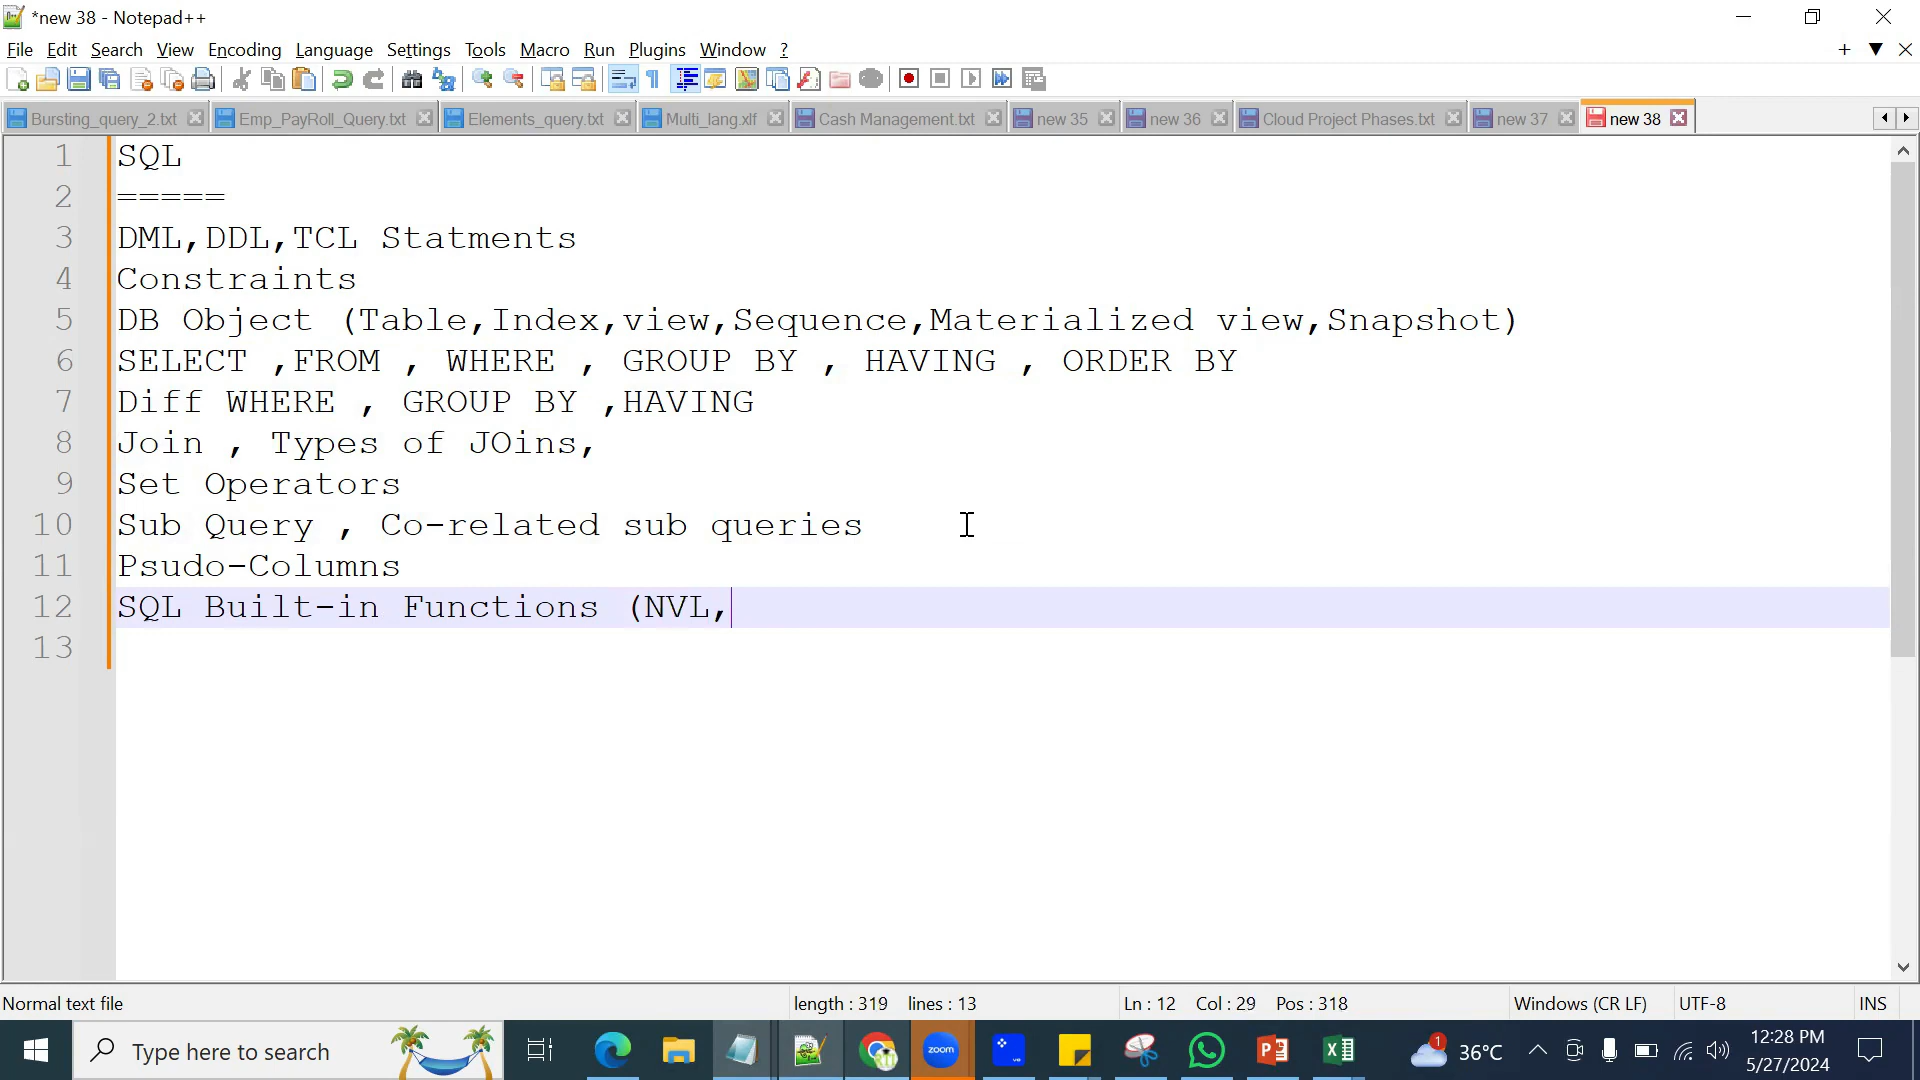 *new 38 - Notepad++
File Edit Search View Encoding Language Settings Tools Macro Run Plugins Window ?
Bursting_query_2.txt Emp_PayRoll_Query.txt Elements_query.txt Multi_lang.xlf Cash Management.txt new 35 new 36 Cloud Project Phases.txt new 37 new 38
1 SQL
2 =====
3 DML,DDL,TCL Statments
4 Constraints
5 DB Object (Table,Index,view,Sequence,Materialized view,Snapshot)
6 SELECT ,FROM , WHERE , GROUP BY , HAVING , ORDER BY
7 Diff WHERE , GROUP BY ,HAVING
8 Join , Types of JOins,
9 Set Operators
10 Sub Query , Co-related sub queries
11 Psudo-Columns
12 SQL Built-in Functions (NVL,
13
Normal text file length : 319 lines : 13 Ln : 12 Col : 29 Pos : 318 Windows (CR LF) UTF-8 INS
Type here to search zoom 1 36°C 12:28 PM
5/27/2024